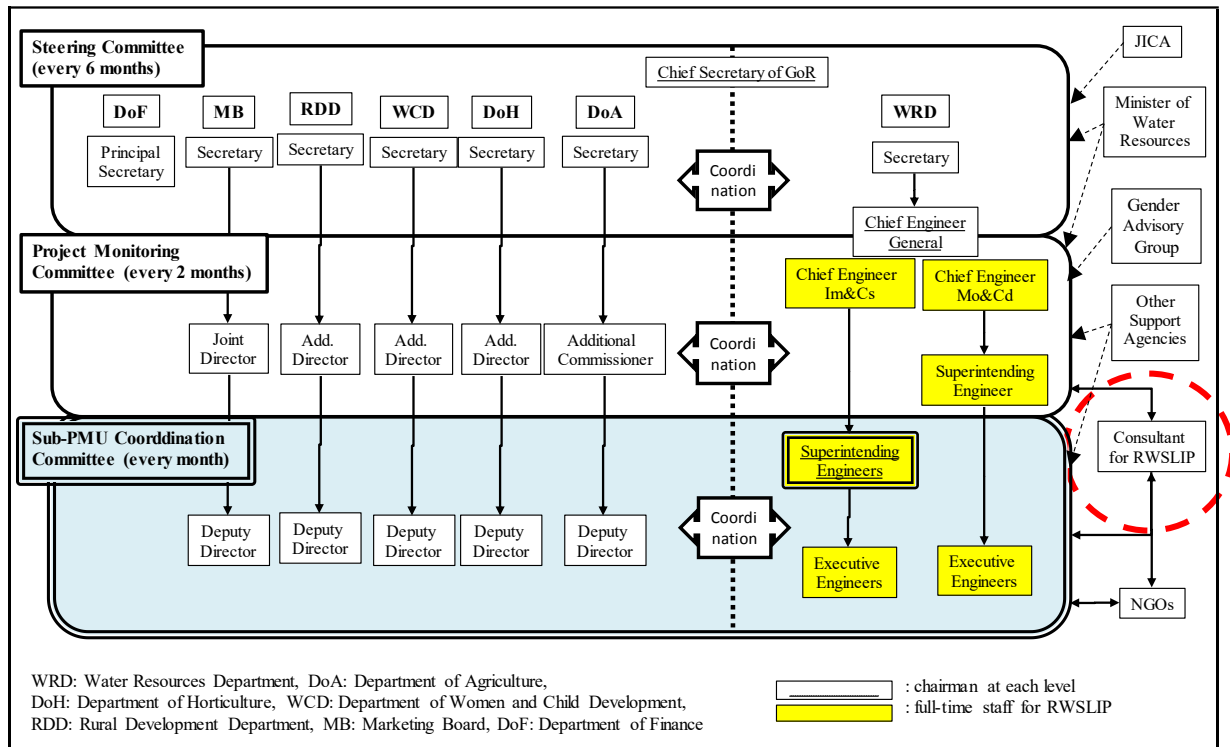 Steering Committee
(every 6 months)
Chief Secretary of GoR
JICA
DoF
MB
RDD
WCD
DoH
DoA
WRD
Minister of
Water
Resources
Principal
Secretary
Secretary
Secretary
Secretary
Secretary
Secretary
Secretary
Coordi
nation
Chief Engineer
General
Gender
Advisory
Group
Project Monitoring
Committee (every 2 months)
Chief Engineer
Im&Cs
Chief Engineer
Mo&Cd
Other
Support
Agencies
Joint
Director
Add.
Director
Add.
Director
Add.
Director
Additional
Commissioner
Coordi
nation
Superintending
Engineer
Sub-PMU Coorddination
Committee (every month)
Superintending
Engineers
Consultant
for RWSLIP
Deputy
Director
Deputy
Director
Deputy
Director
Deputy
Director
Deputy
Director
Coordi
nation
Executive
Engineers
Executive
Engineers
NGOs
WRD: Water Resources Department, DoA: Department of Agriculture,
DoH: Department of Horticulture, WCD: Department of Women and Child Development,
RDD: Rural Development Department, MB: Marketing Board, DoF: Department of Finance
: chairman at each level
: full-time staff for RWSLIP